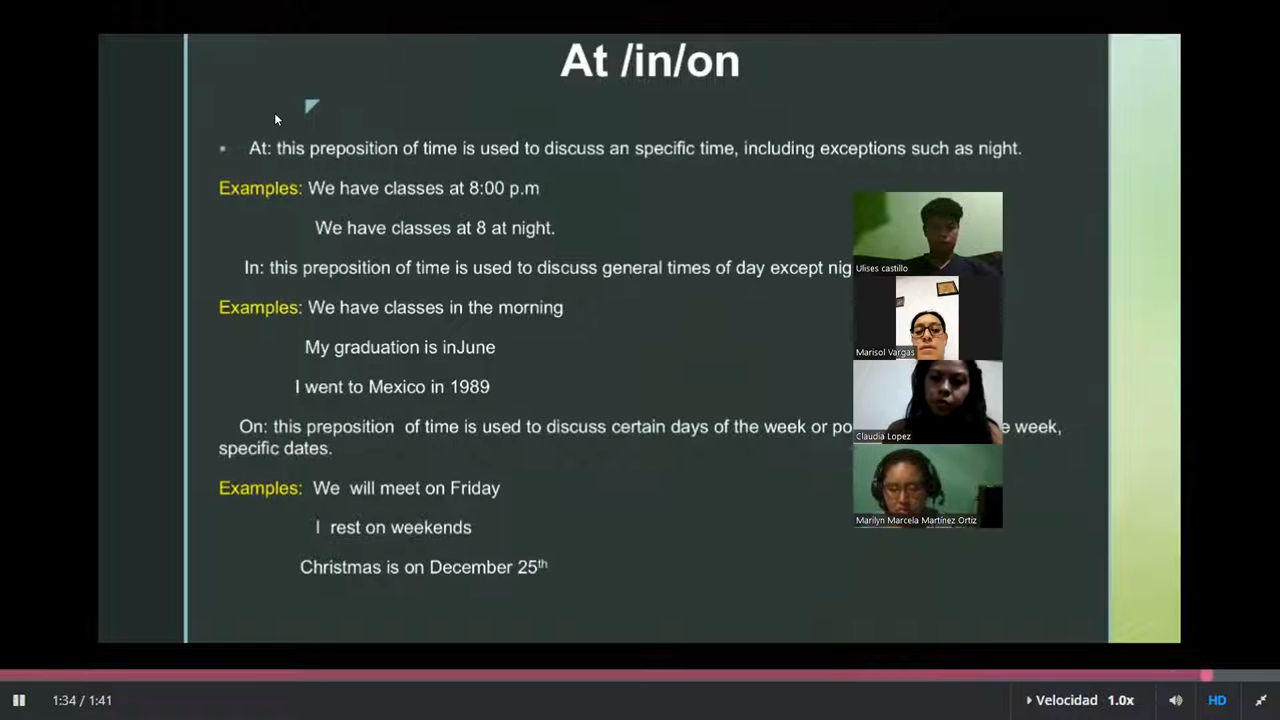 At /in/on
At: this preposition of time is used to discuss an specific time, including exceptions such as night.
Examples: We have classes at 8:00 p.m
We have classes at 8 at night.
In: this preposition of time is used to discuss general times of day except
Examples: We have classes in the morning
My graduation is inJune
I went to Mexico in 1989
On: this preposition of time is used to discuss certain days of the week or week,
specific dates.
Examples: We will meet on Friday
I rest on weekends
Christmas is on December 25th
Ulises castillo
Marisol Vargas
Claudia Lopez
Marilyn Marcela Martínez Ortiz
1:34 / 1:41
Velocidad 1.0x
HD